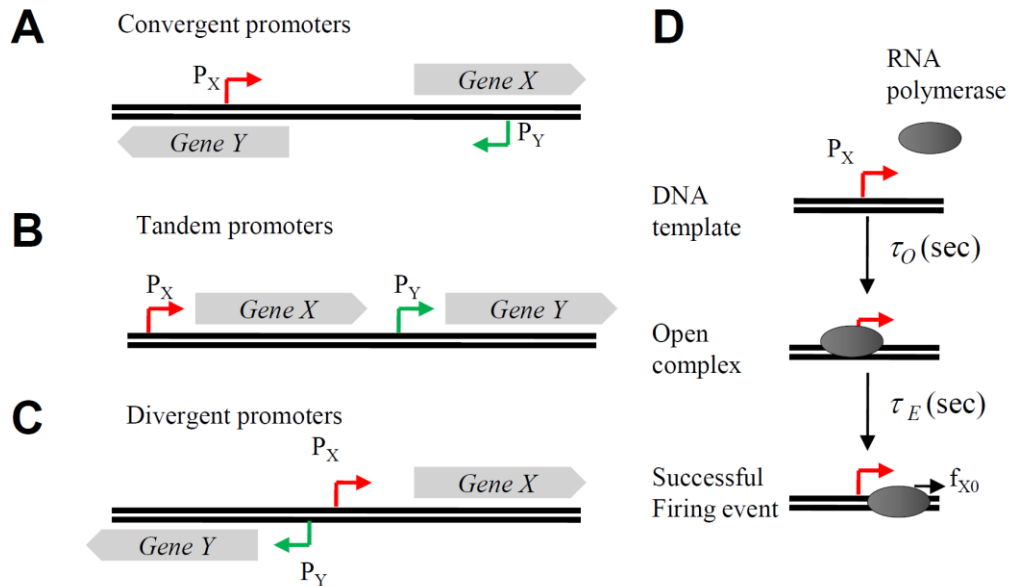 A
Convergent promoters
P_X
Gene X
Gene Y
P_Y
B
Tandem promoters
P_X
Gene X
P_Y
Gene Y
C
Divergent promoters
P_X
Gene X
Gene Y
P_Y
D
RNA
polymerase
P_X
DNA
template
τ_O (sec)
Open
complex
τ_E (sec)
Successful
Firing event
f_X0